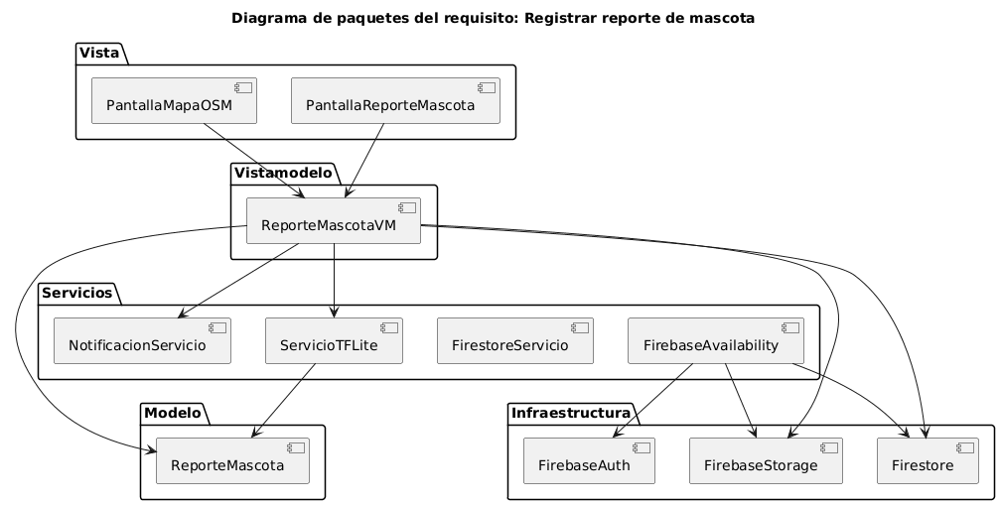 Diagrama de paquetes del requisito: Registrar reporte de mascota
Vista
PantallaMapaOSM
PantallaReporteMascota
Vistamodelo
ReporteMascotaVM
Servicios
NotificacionServicio
ServicioTFLite
FirestoreServicio
FirebaseAvailability
Modelo
ReporteMascota
Infraestructura
FirebaseAuth
FirebaseStorage
Firestore